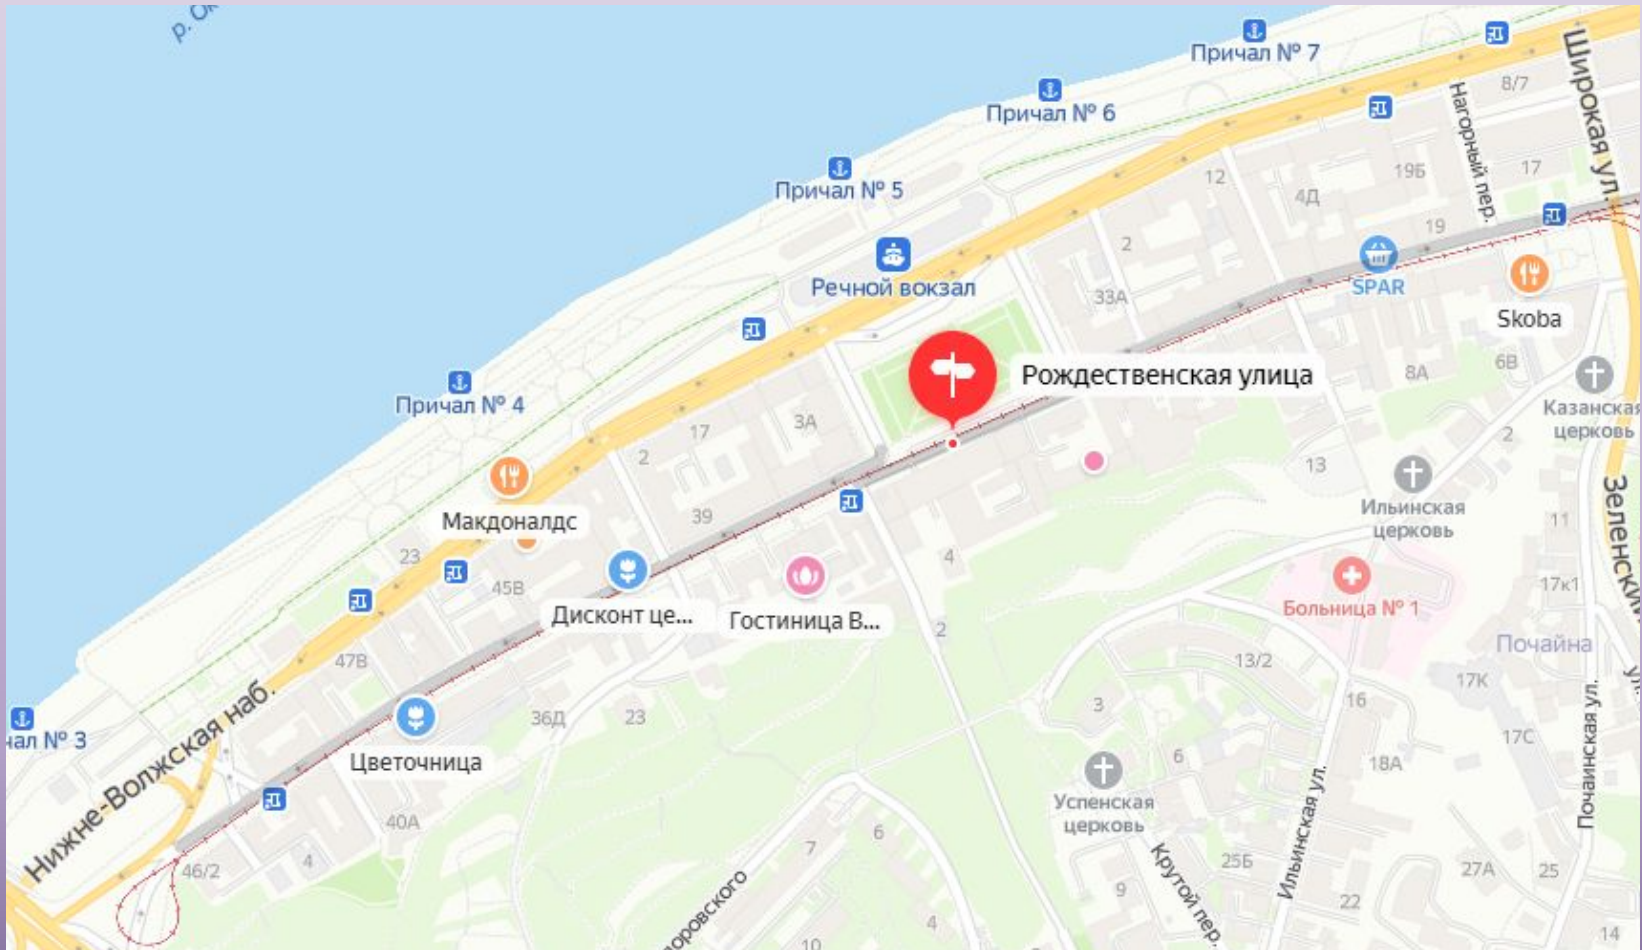 р. Ок
Причал № 7
Причал № 6
Причал № 5
Речной вокзал
Причал № 4
Широкая ул.
Нагорный пер.
8/7
12
4Д
19Б
17
2
19
33А
SPAR
Skoba
Рождественская улица
8А
6В
Казанская
церковь
3А
17
2
39
Макдоналдс
23
45В
Дисконт це...
Гостиница В...
4
2
13
2
Ильинская
церковь
11
Зеленский
Больница № 1
17к1
Почайна
13/2
17К
47В
Нижне-Волжская наб.
чал № 3
Цветочница
36Д
23
3
16
17С
Почаинская ул.
6
18А
Успенская
церковь
Ильинская ул.
40А
46/2
4
7
6
Крутой пер.
25Б
27А
25
9
22
14
доровского
4
10
ул